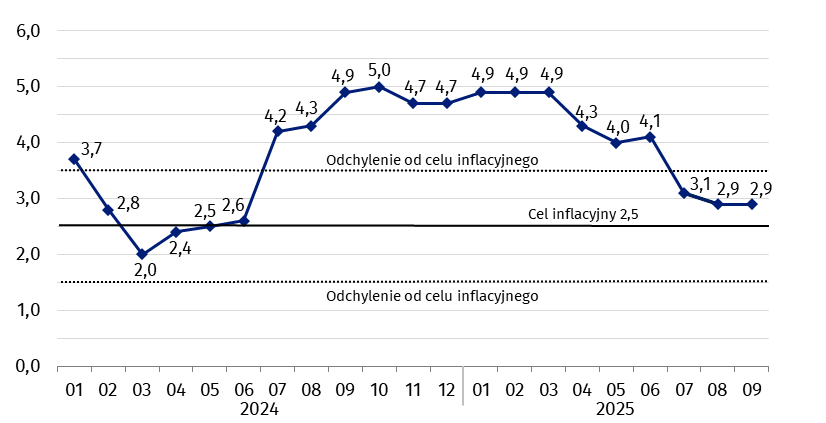 6,0
5,0
4,0
3,0
2,0
1,0
0,0
3,7 2,8 2,0 2,4 2,5 2,6 4,2 4,3 4,9 5,0 4,7 4,7 4,9 4,9 4,9 4,3 4,0 4,1 3,1 2,9 2,9
Odchylenie od celu inflacyjnego
Cel inflacyjny 2,5
Odchylenie od celu inflacyjnego
01 02 03 04 05 06 07 08 09 10 11 12 01 02 03 04 05 06 07 08 09
2024 2025